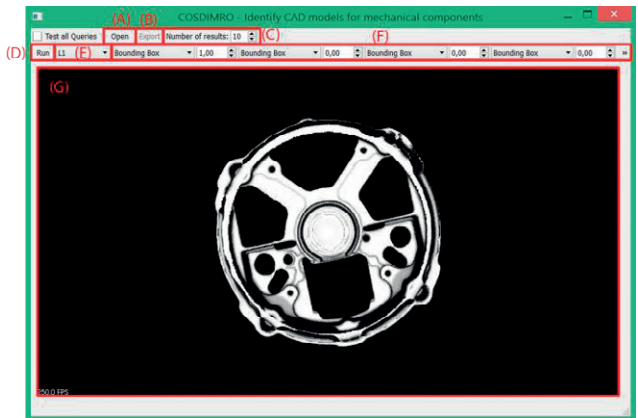 COSDIMRO - Identify CAD models for mechanical components
(A) (B)
Test all Queries Open Export Number of results: 10 (C) (F)
(D) Run L1 (E) Bounding Box 1,00 Bounding Box 0,00 Bounding Box 0,00 Bounding Box 0,00 »
(G)
250.0 FPS